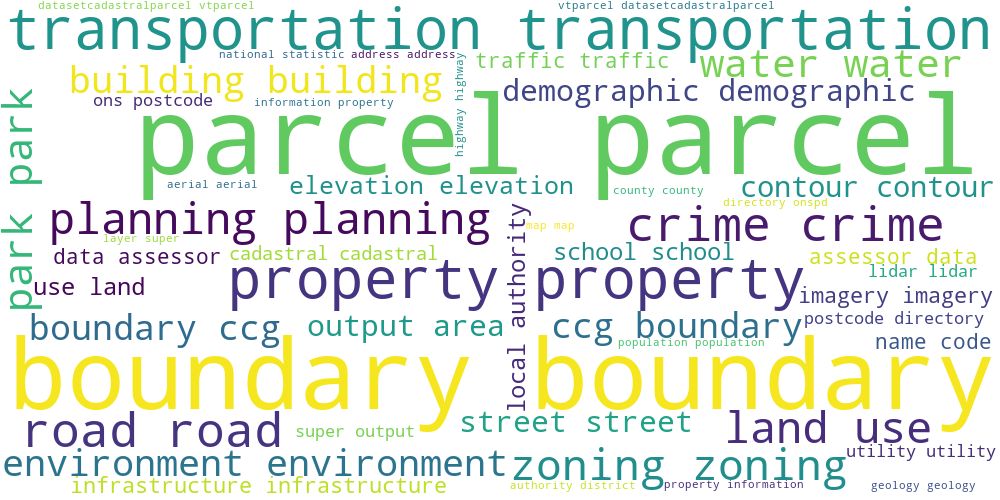 datasetcadastralparcel vtparcel
vtparcel datasetcadastralparcel
transportation transportation
national statistic
address address
traffic traffic
water water
building building
highway highway
demographic demographic
ons postcode
information property
park park
parcel parcel
aerial aerial
elevation elevation
county county
contour contour
directory onspd
planning planning
local authority
map map
crime crime
layer super
data assessor
cadastral cadastral
school school
assessor data
lidar lidar
property property
use land
imagery imagery
park park
boundary ccg
output area
ccg boundary
postcode directory
name code
population population
boundary boundary
road road
super output
street street
land use
utility utility
environment environment
zoning zoning
infrastructure infrastructure
authority district
property information
geology geology